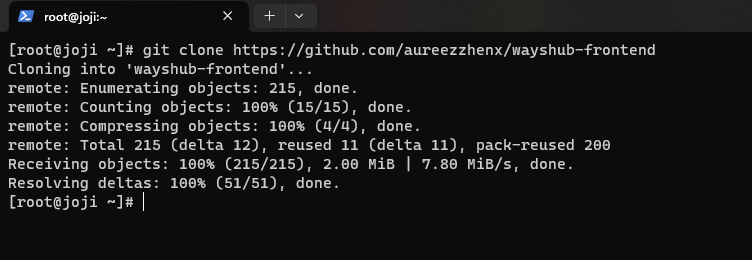 root@joji:~
[root@joji ~]# git clone https://github.com/aureezzhenx/wayshub-frontend
Cloning into 'wayshub-frontend'...
remote: Enumerating objects: 215, done.
remote: Counting objects: 100% (15/15), done.
remote: Compressing objects: 100% (4/4), done.
remote: Total 215 (delta 12), reused 11 (delta 11), pack-reused 200
Receiving objects: 100% (215/215), 2.00 MiB | 7.80 MiB/s, done.
Resolving deltas: 100% (51/51), done.
[root@joji ~]#